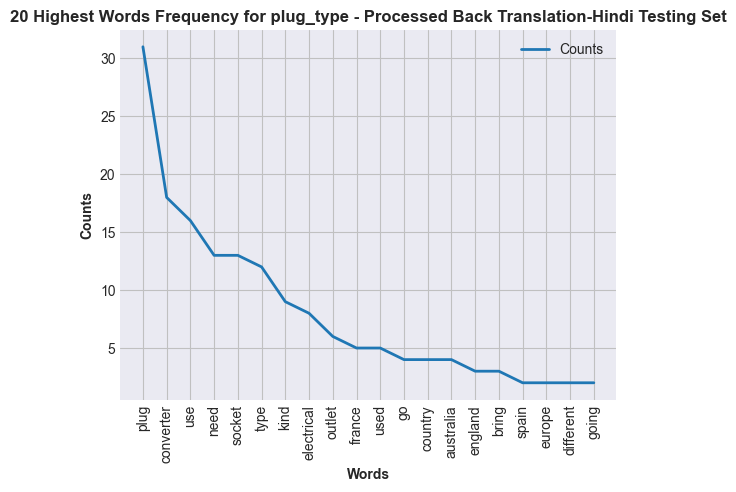 20 Highest Words Frequency for plug_type - Processed Back Translation-Hindi Testing Set
Counts
30
25
20
15
10
5
Counts
plug
converter
use
need
socket
type
kind
electrical
outlet
france
used
go
country
australia
england
bring
spain
europe
different
going
Words